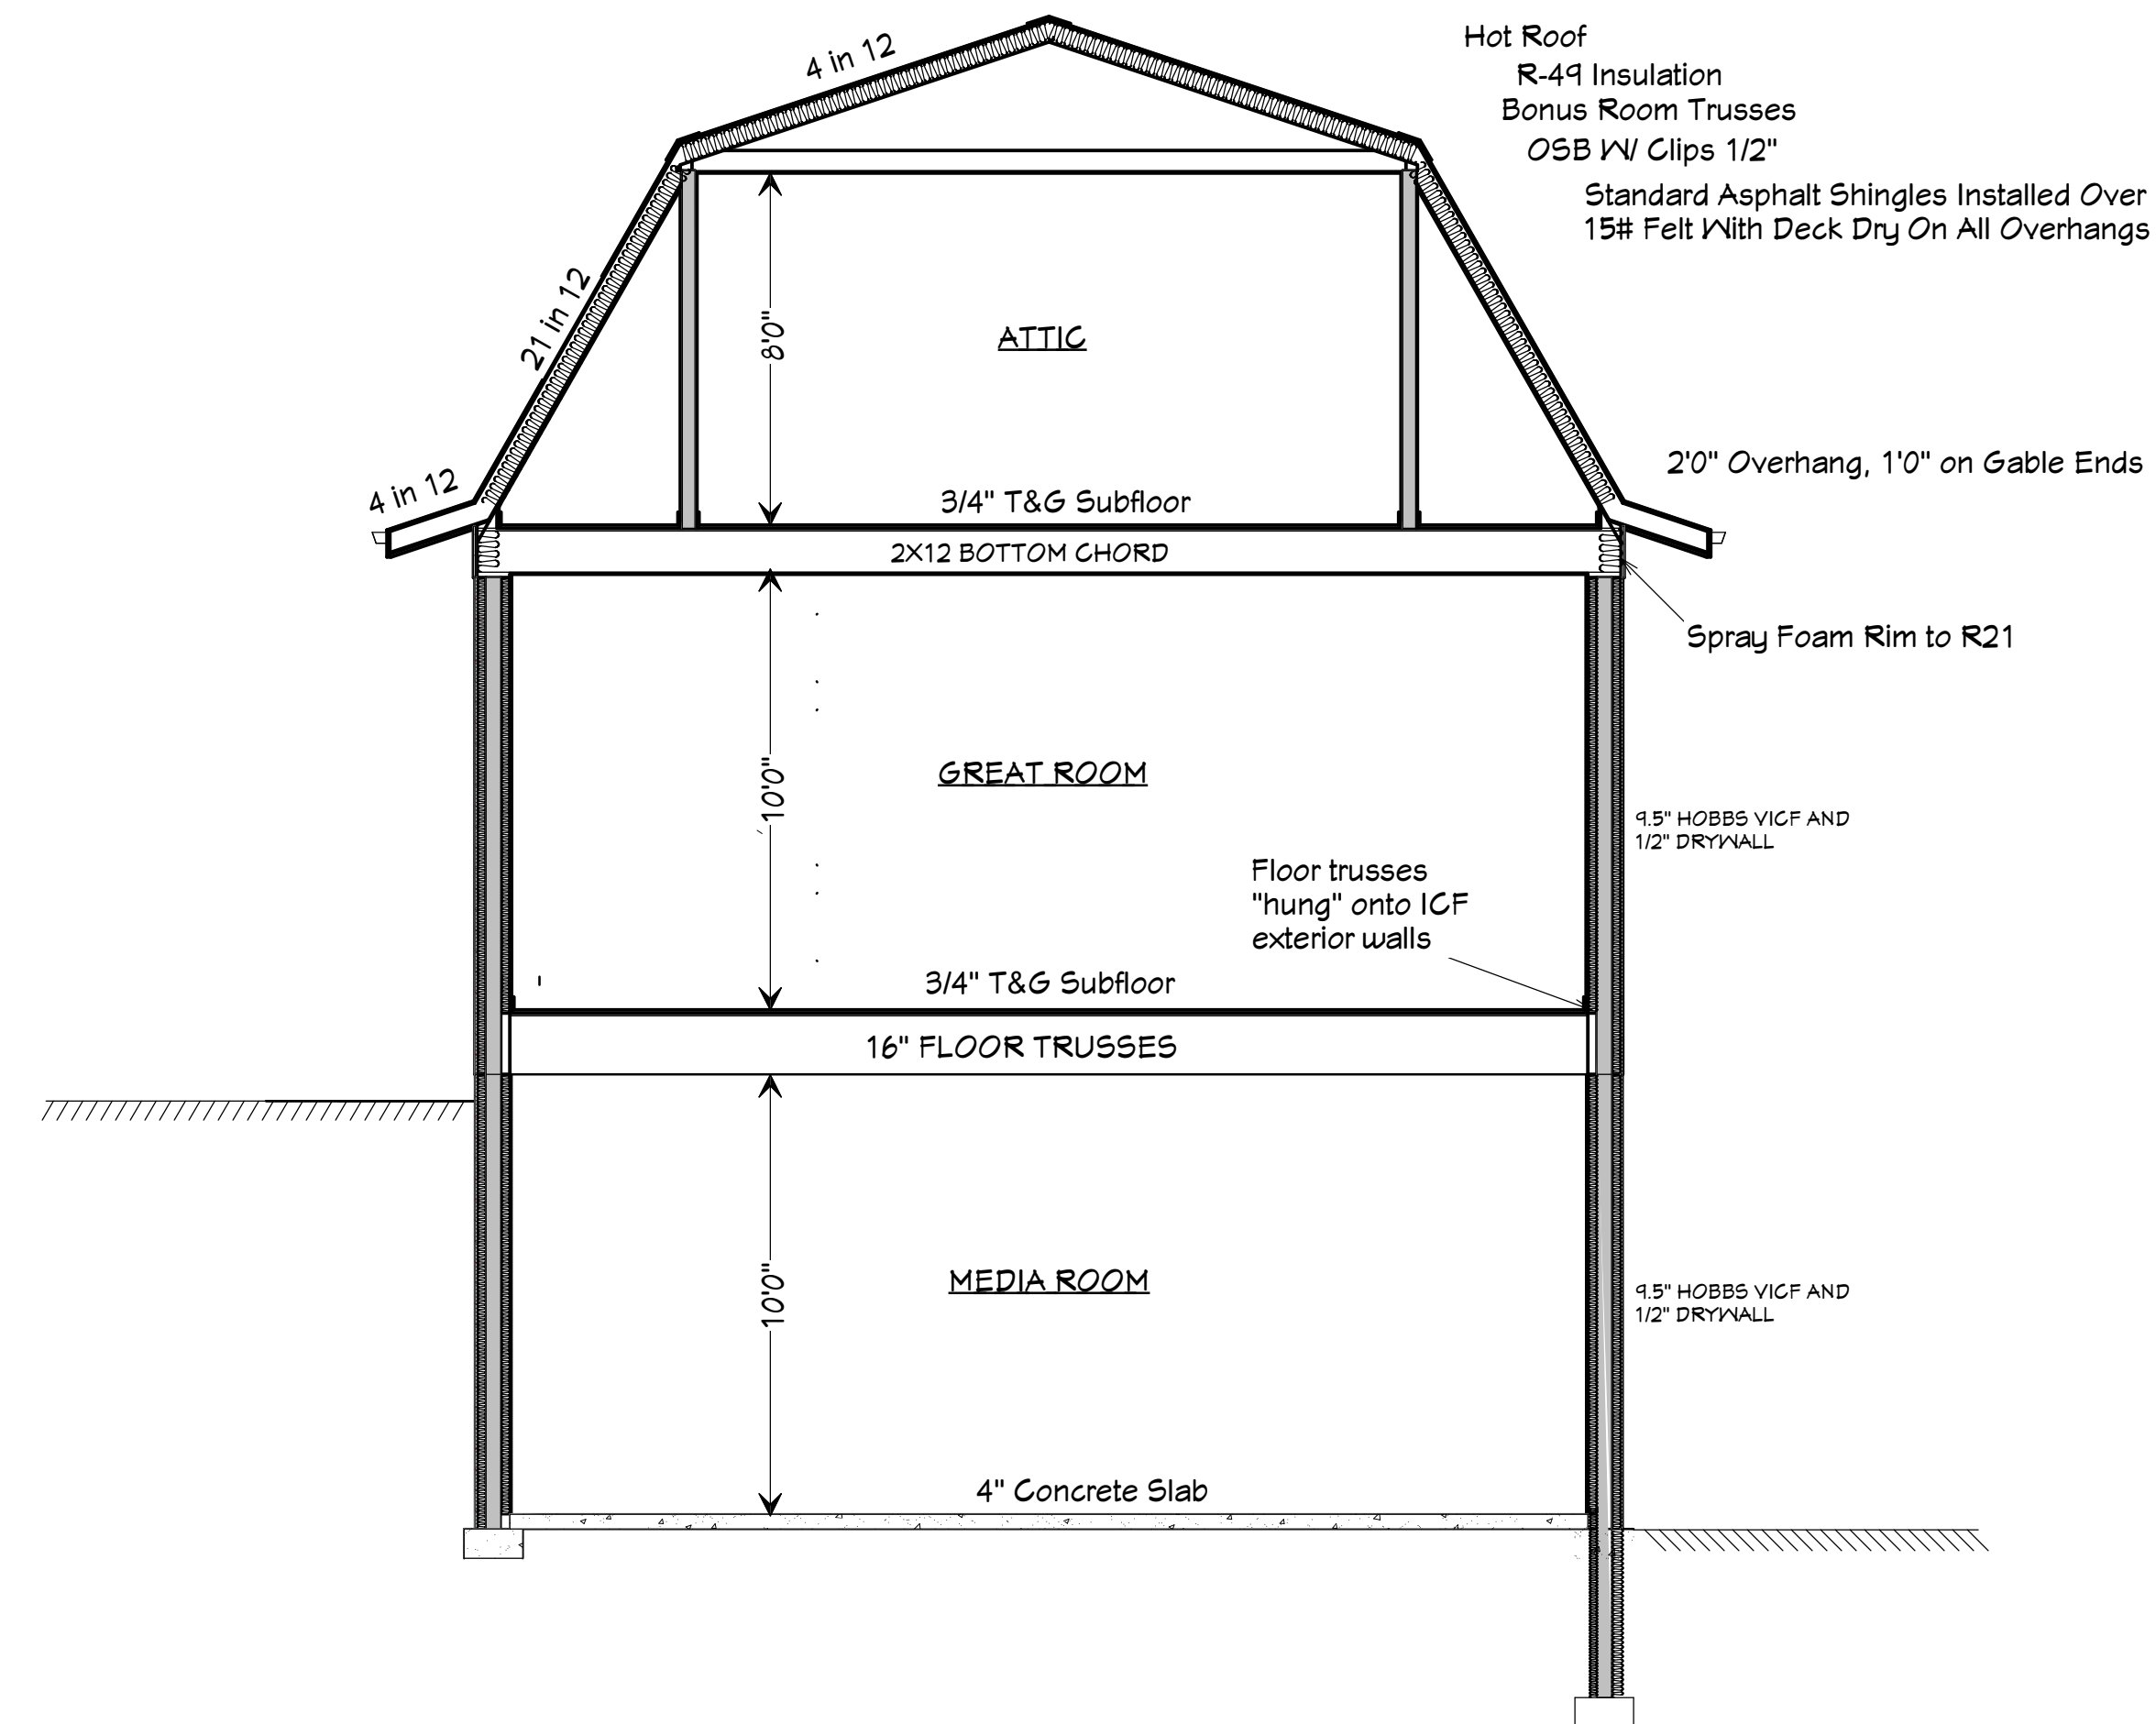 Hot Roof
R-49 Insulation
Bonus Room Trusses
OSB W/ Clips 1/2"
Standard Asphalt Shingles Installed Over
15# Felt With Deck Dry On All Overhangs
4 in 12
21 in 12
4 in 12
8'0"
ATTIC
2'0" Overhang, 1'0" on Gable Ends
3/4" T&G Subfloor
2X12 BOTTOM CHORD
Spray Foam Rim to R21
10'0"
GREAT ROOM
9.5" HOBBS VICF AND
1/2" DRYWALL
Floor trusses
"hung" onto ICF
exterior walls
3/4" T&G Subfloor
16" FLOOR TRUSSES
10'0"
MEDIA ROOM
9.5" HOBBS VICF AND
1/2" DRYWALL
4" Concrete Slab